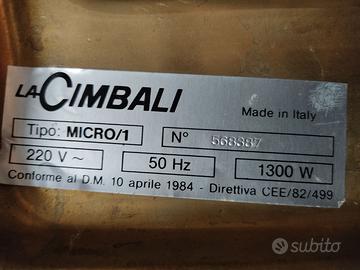 LA CIMBALI
Made in Italy
Tipo: MICRO/1
N° 568887
220 V ~
50 Hz
1300 W
Conforme al D.M. 10 aprile 1984 - Direttiva CEE/82/499
subito